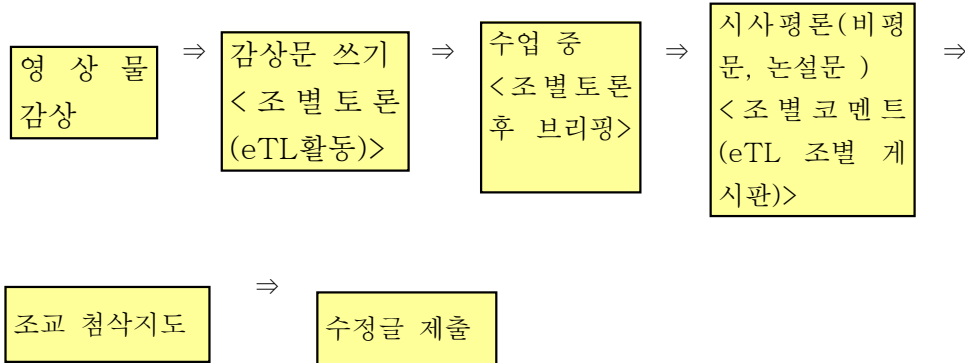 영 상 물
감상
⇒
감상문 쓰기
<조별토론
(eTL활동)>
⇒
수업 중
<조별토론
후 브리핑>
⇒
시사평론(비평
문, 논설문 )
<조별코멘트
(eTL 조별 게
시판)>
⇒
조교 첨삭지도
⇒
수정글 제출